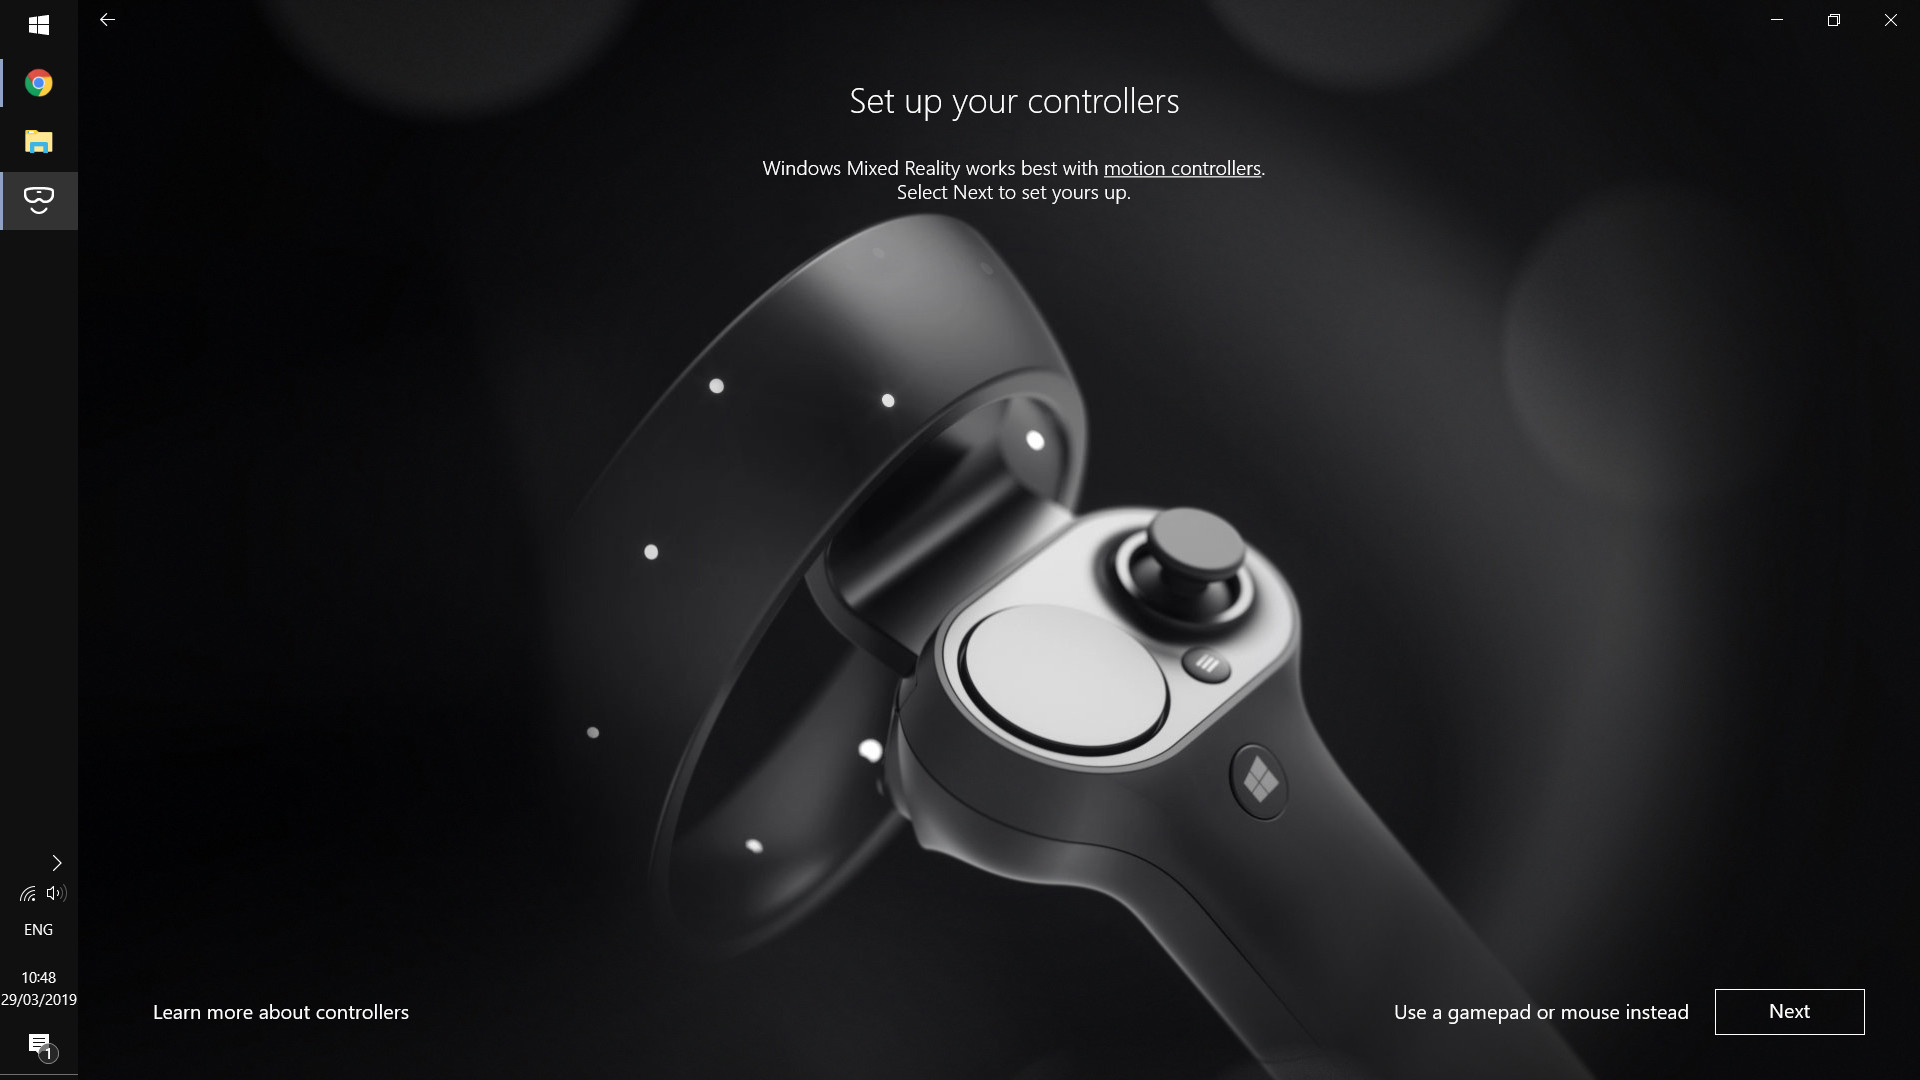 Set up your controllers
Windows Mixed Reality works best with motion controllers.
Select Next to set yours up.
ENG
10:48
29/03/2019
1
Learn more about controllers
Use a gamepad or mouse instead
Next